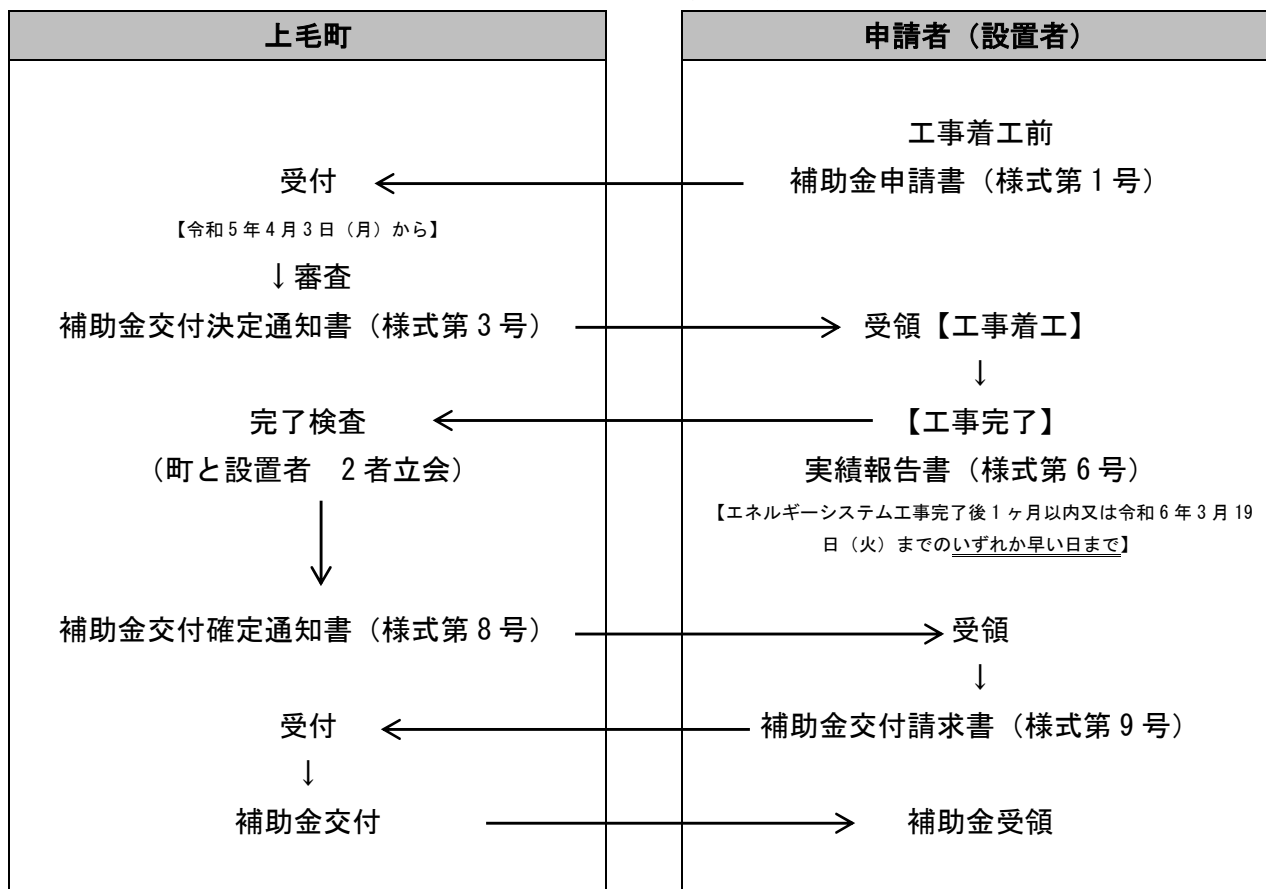 上毛町
申請者（設置者）
工事着工前
受付
補助金申請書（様式第1号）
【令和5年4月3日（月）から】
↓審査
補助金交付決定通知書（様式第3号）
受領【工事着工】
↓
完了検査
【工事完了】
（町と設置者　2者立会）
実績報告書（様式第6号）
【エネルギーシステム工事完了後1ヶ月以内又は令和6年3月19
日（火）までのいずれか早い日まで】
補助金交付確定通知書（様式第8号）
受領
↓
受付
補助金交付請求書（様式第9号）
↓
補助金交付
補助金受領